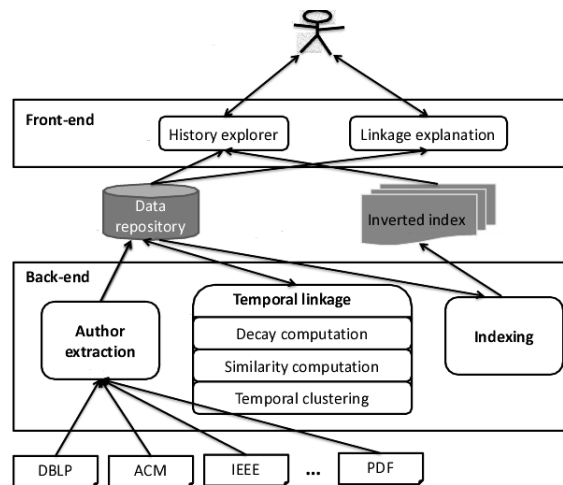 Front-end
History explorer
Linkage explanation
Data
repository
Inverted index
Back-end
Temporal linkage
Decay computation
Similarity computation
Temporal clustering
Author
extraction
Indexing
DBLP
ACM
IEEE
...
PDF